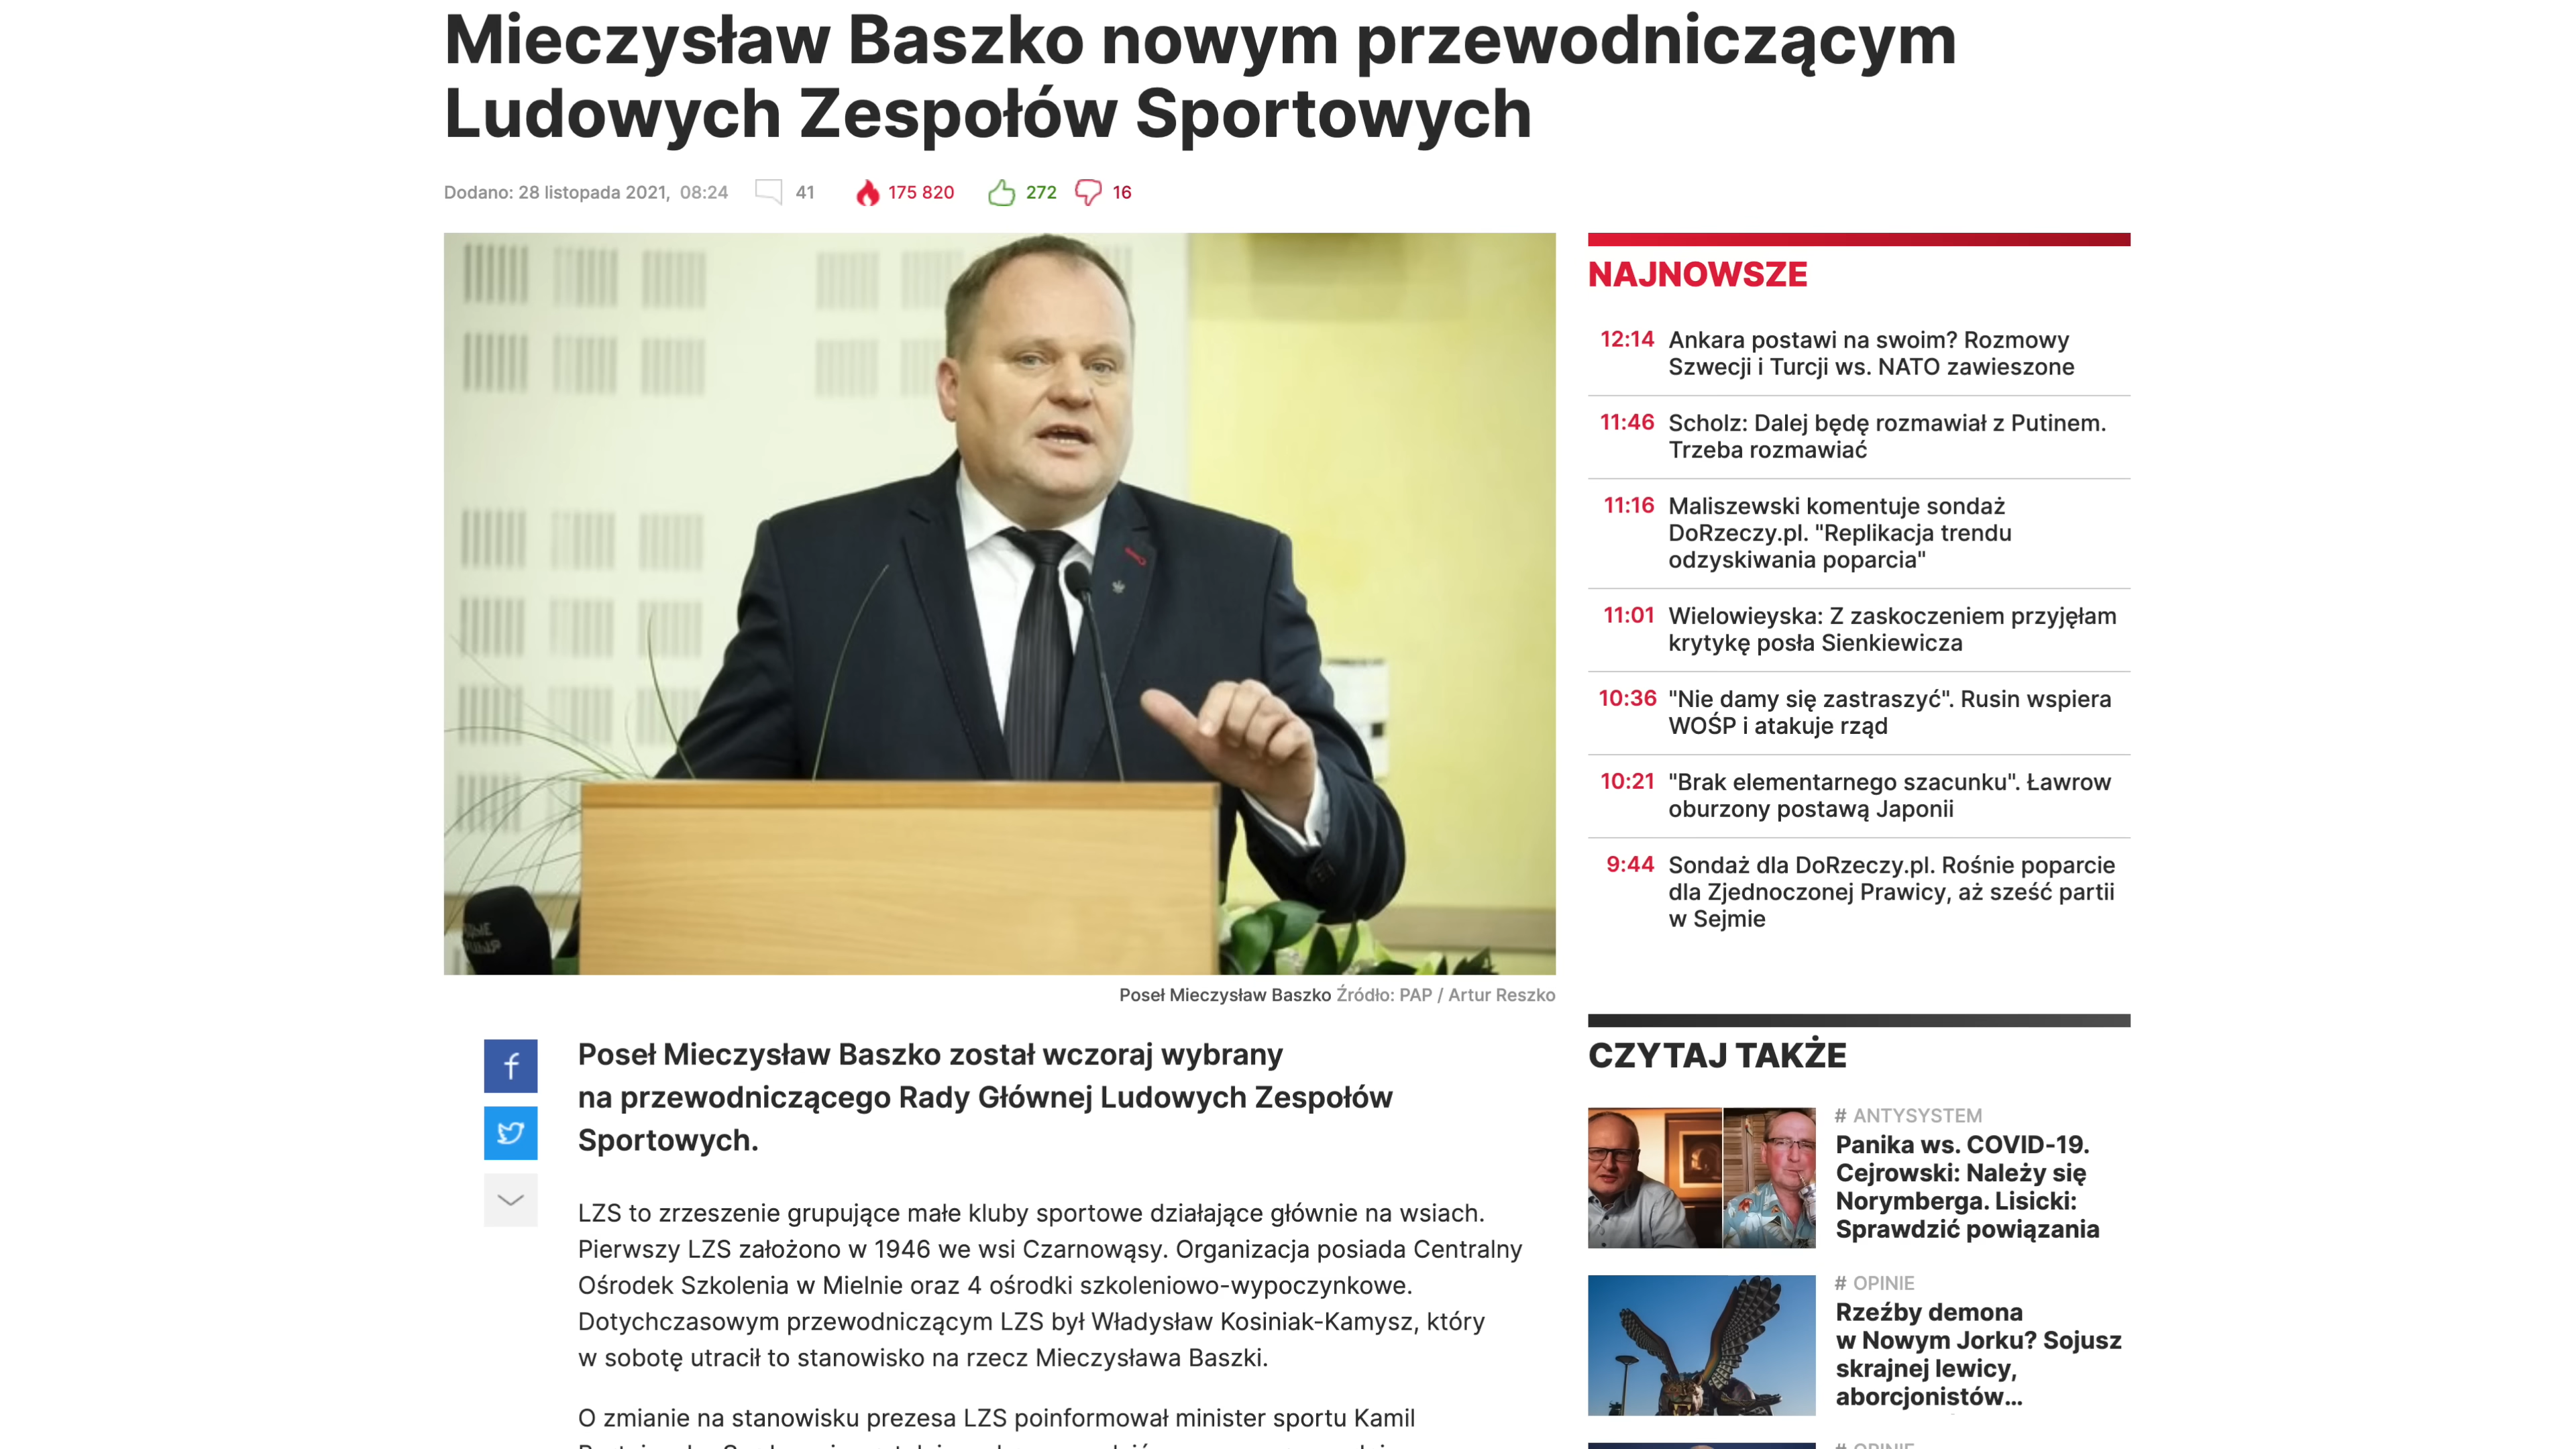 Mieczysław Baszko nowym przewodniczącym
Ludowych Zespołów Sportowych
Dodano: 28 listopada 2021, 08:24 41 175 820 272 16
Poseł Mieczysław Baszko Źródło: PAP / Artur Reszko
Poseł Mieczysław Baszko został wczoraj wybrany
na przewodniczącego Rady Głównej Ludowych Zespołów
Sportowych.
LZS to zrzeszenie grupujące małe kluby sportowe działające głównie na wsiach.
Pierwszy LZS założono w 1946 we wsi Czarnowąsy. Organizacja posiada Centralny
Ośrodek Szkolenia w Mielnie oraz 4 ośrodki szkoleniowo-wypoczynkowe.
Dotychczasowym przewodniczącym LZS był Władysław Kosiniak-Kamysz, który
w sobotę utracił to stanowisko na rzecz Mieczysława Baszki.
O zmianie na stanowisku prezesa LZS poinformował minister sportu Kamil
NAJNOWSZE
12:14 Ankara postawi na swoim? Rozmowy
Szwecji i Turcji ws. NATO zawieszone
11:46 Scholz: Dalej będę rozmawiał z Putinem.
Trzeba rozmawiać
11:16 Maliszewski komentuje sondaż
DoRzeczy.pl. "Replikacja trendu
odzyskiwania poparcia"
11:01 Wielowieyska: Z zaskoczeniem przyjęłam
krytykę posła Sienkiewicza
10:36 "Nie damy się zastraszyć". Rusin wspiera
WOŚP i atakuje rząd
10:21 "Brak elementarnego szacunku". Ławrow
oburzony postawą Japonii
9:44 Sondaż dla DoRzeczy.pl. Rośnie poparcie
dla Zjednoczonej Prawicy, aż sześć partii
w Sejmie
CZYTAJ TAKŻE
# ANTYSYSTEM
Panika ws. COVID-19.
Cejrowski: Należy się
Norymberga. Lisicki:
Sprawdzić powiązania
# OPINIE
Rzeźby demona
w Nowym Jorku? Sojusz
skrajnej lewicy,
aborcjonistów...
# OPINIE